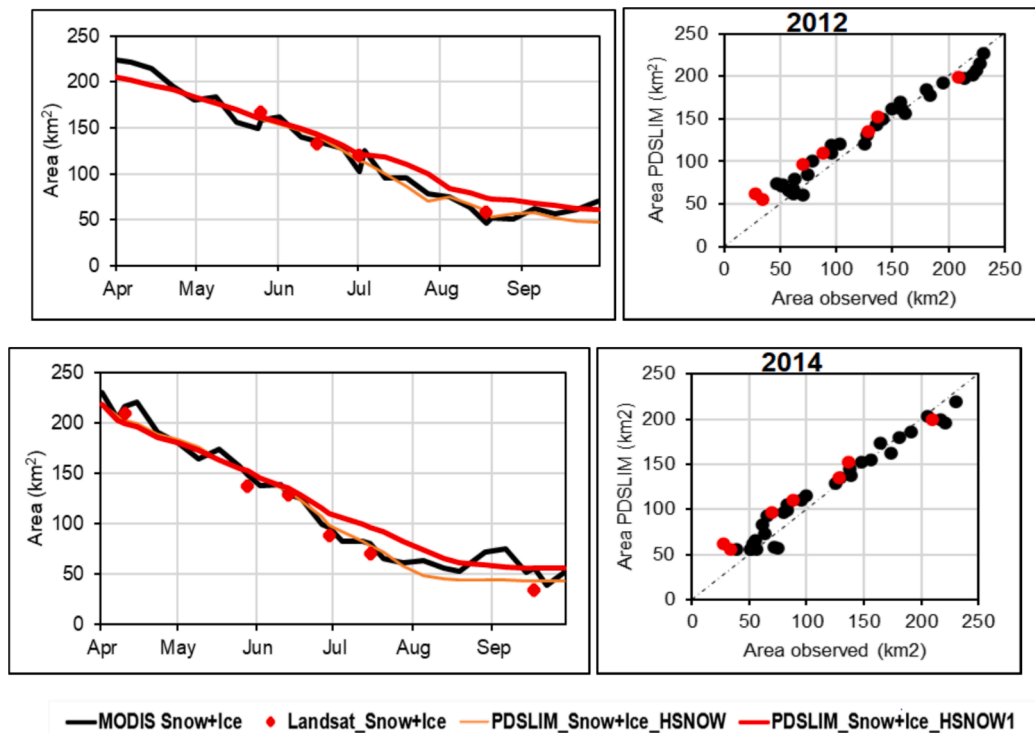 250
200
150
100
50
0
Area (km²)
Apr May Jun Jul Aug Sep
2012
250
200
150
100
50
0
Area PDSLIM (km²)
0 50 100 150 200 250
Area observed (km2)
250
200
150
100
50
0
Area (km²)
Apr May Jun Jul Aug Sep
2014
250
200
150
100
50
0
Area PDSLIM (km2)
0 50 100 150 200 250
Area observed (km2)
MODIS Snow+Ice Landsat_Snow+Ice PDSLIM_Snow+Ice_HSNOW PDSLIM_Snow+Ice_HSNOW1